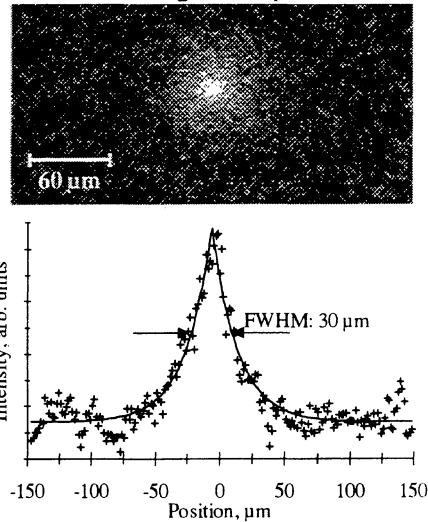 60 µm
Intensity, arb. units
FWHM: 30 µm
-150 -100 -50 0 50 100 150
Position, µm